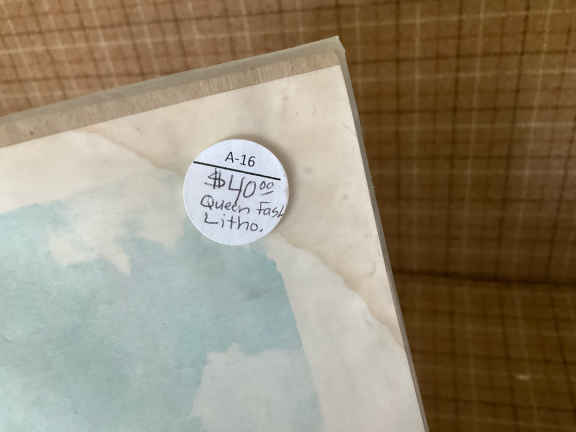 A-16
$40.00
Queen Fash
Litho.